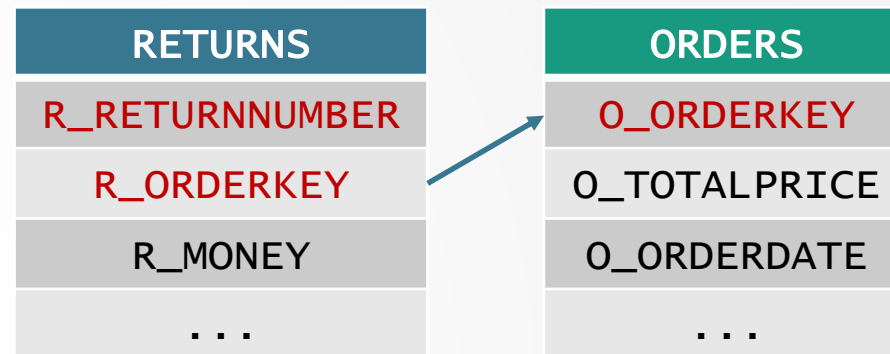 RETURNS
R_RETURNNUMBER
R_ORDERKEY
R_MONEY
...
ORDERS
O_ORDERKEY
O_TOTALPRICE
O_ORDERDATE
...